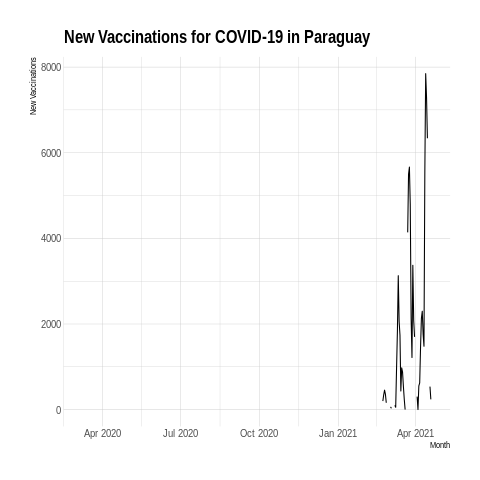 New Vaccinations for COVID-19 in Paraguay
New Vaccinations
8000
6000
4000
2000
0
Apr 2020 Jul 2020 Oct 2020 Jan 2021 Apr 2021
Month